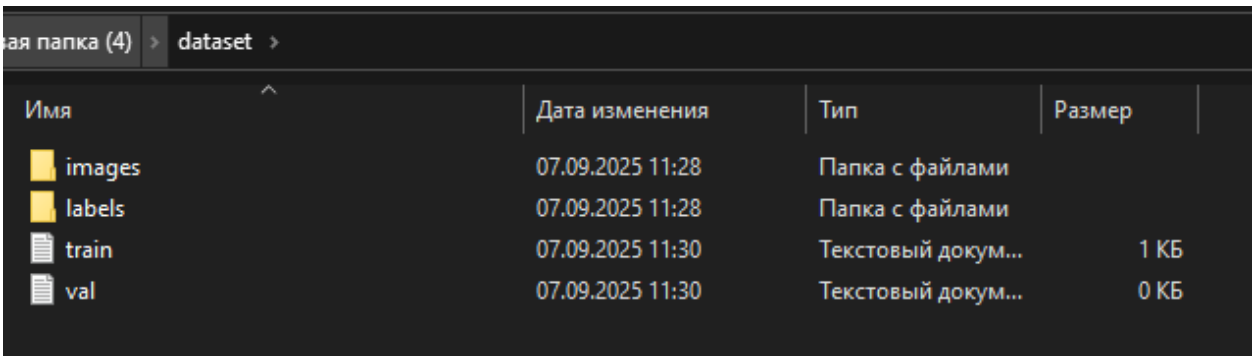 вая папка (4) > dataset >
Имя Дата изменения Тип Размер
images 07.09.2025 11:28 Папка с файлами
labels 07.09.2025 11:28 Папка с файлами
train 07.09.2025 11:30 Текстовый докум... 1 КБ
val 07.09.2025 11:30 Текстовый докум... 0 КБ